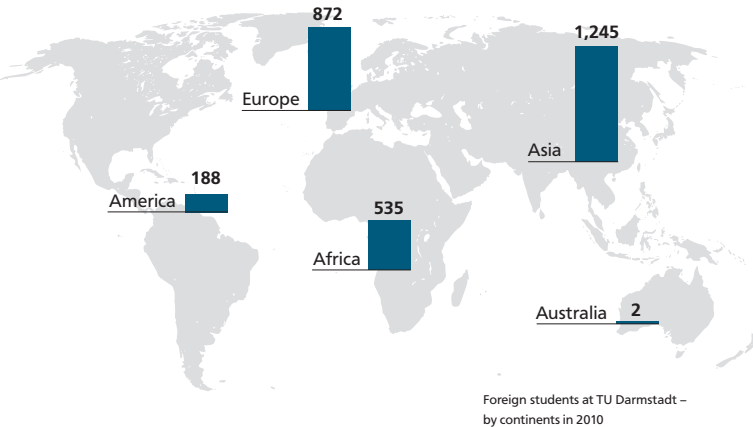 872
Europe
1,245
Asia
188
America
535
Africa
2
Australia
Foreign students at TU Darmstadt –
by continents in 2010